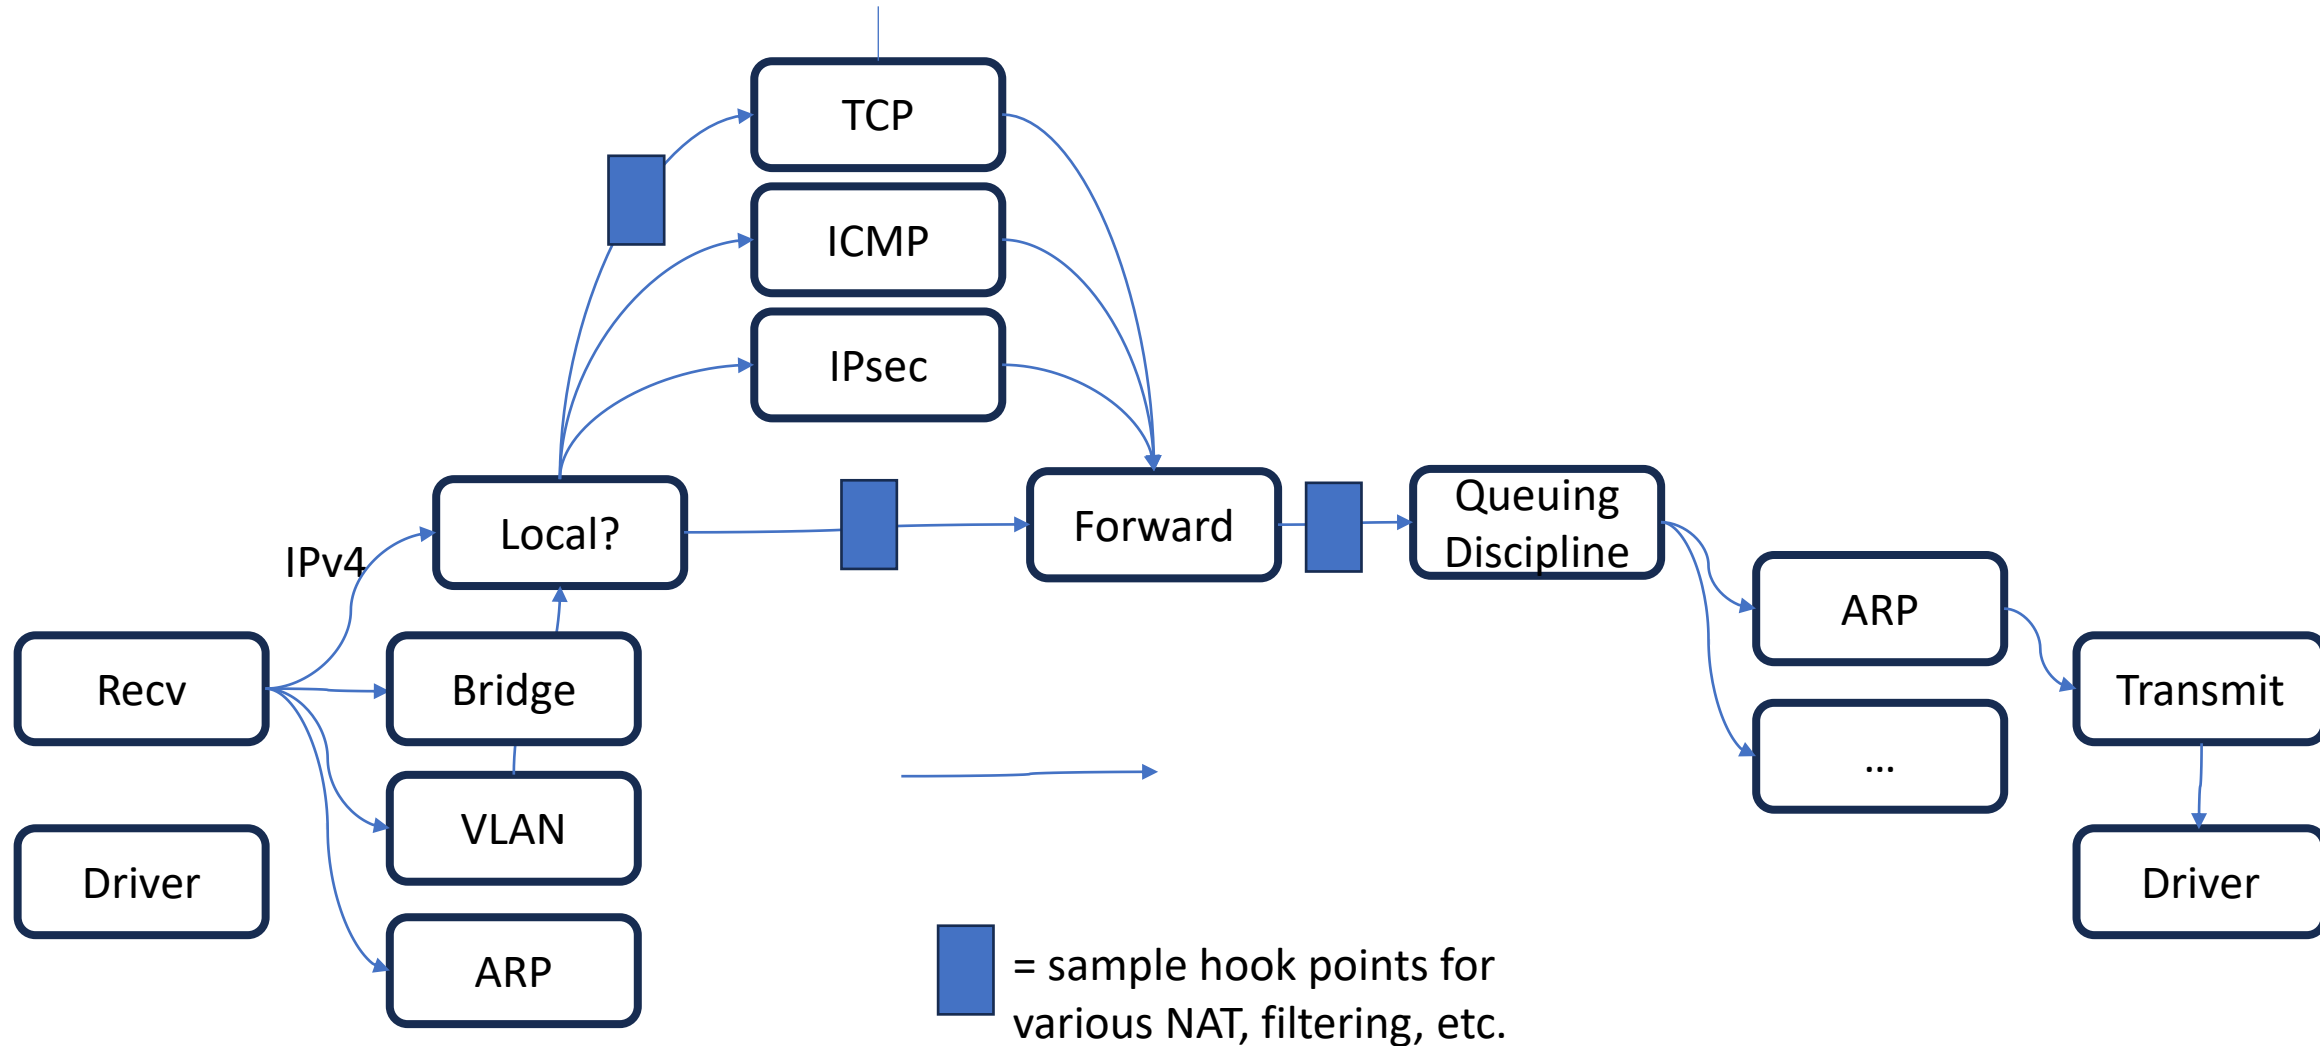 TCP
ICMP
IPsec
Local?
Forward
Queuing
Discipline
IPv4
ARP
Recv
Bridge
Transmit
...
VLAN
Driver
Driver
ARP
= sample hook points for
various NAT, filtering, etc.